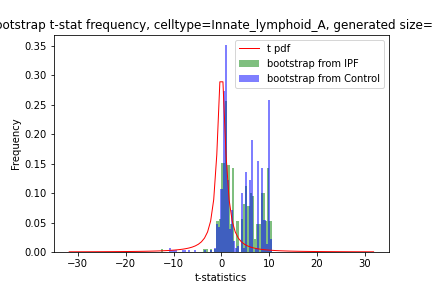 ootstrap t-stat frequency, celltype=Innate_lymphoid_A, generated size=
t pdf
bootstrap from IPF
bootstrap from Control
Frequency
0.35
0.30
0.25
0.20
0.15
0.10
0.05
0.00
−30
−20
−10
0
10
20
30
t-statistics